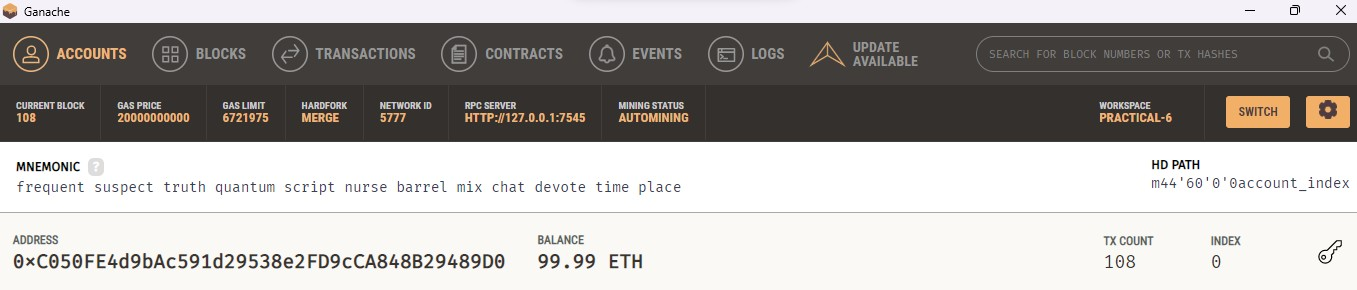 Ganache
ACCOUNTS BLOCKS TRANSACTIONS CONTRACTS EVENTS LOGS UPDATE AVAILABLE SEARCH FOR BLOCK NUMBERS OR TX HASHES
CURRENT BLOCK GAS PRICE GAS LIMIT HARDFORK NETWORK ID RPC SERVER MINING STATUS WORKSPACE
108 20000000000 6721975 MERGE 5777 HTTP://127.0.0.1:7545 AUTOMINING PRACTICAL-6 SWITCH
MNEMONIC ? HD PATH
frequent suspect truth quantum script nurse barrel mix chat devote time place m44'60'0'0account_index
ADDRESS BALANCE TX COUNT INDEX
0×C050FE4d9bAc591d29538e2FD9cCA848B29489D0 99.99 ETH 108 0